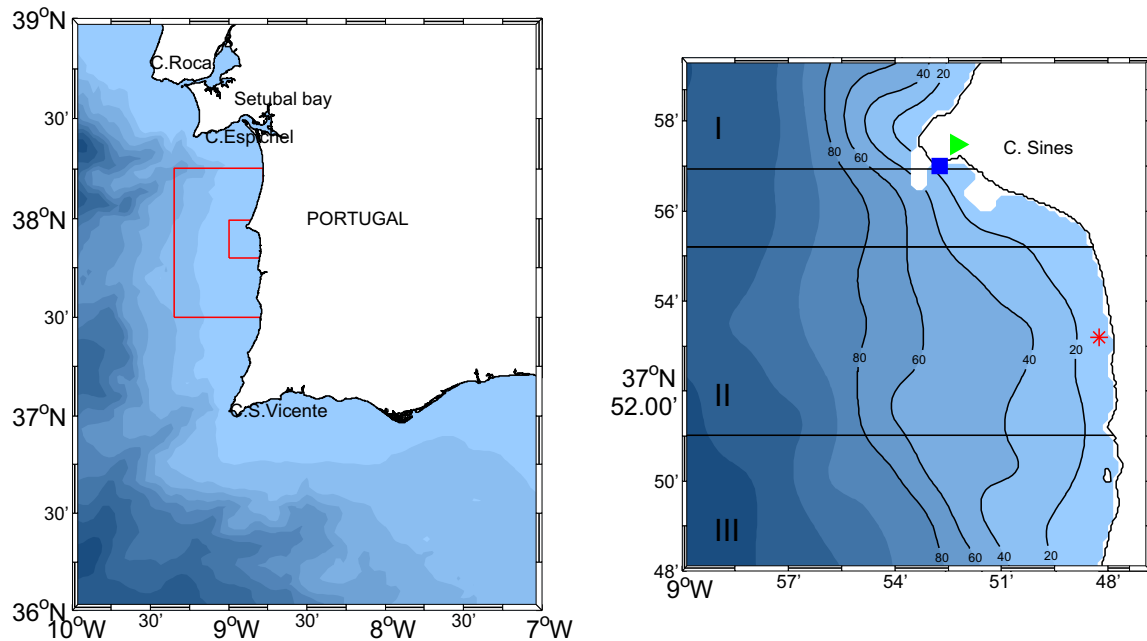 39°N
C.Roca
Setubal bay
30'
C.Espichel
38°N
PORTUGAL
30'
37°N
C.S.Vicente
30'
36°N
10°W
30'
9°W
30'
8°W
30'
7°W
40
20
58'
I
80
60
C. Sines
56'
54'
80
60
40
20
37°N
52.00'
II
50'
III
80
60
40
20
48'
9°W
57'
54'
51'
48'